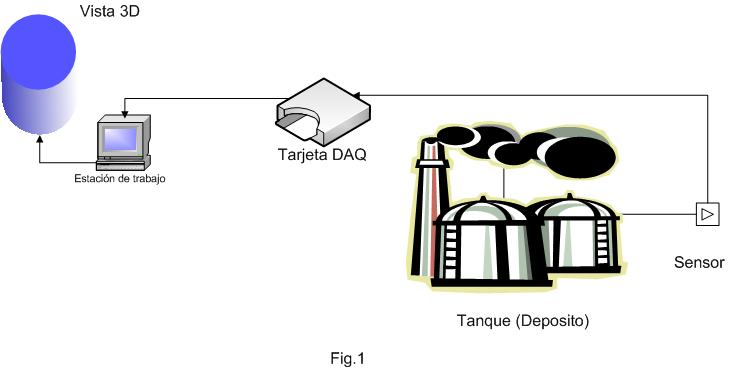 Vista 3D
Tarjeta DAQ
Estación de trabajo
Sensor
Tanque (Deposito)
Fig.1